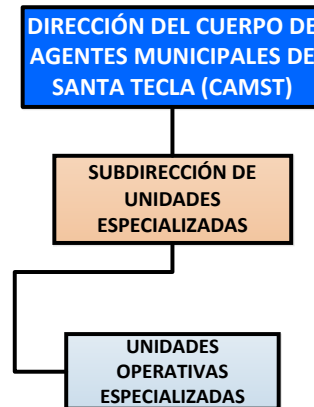 DIRECCIÓN DEL CUERPO DE
AGENTES MUNICIPALES DE
SANTA TECLA (CAMST)
SUBDIRECCIÓN DE
UNIDADES
ESPECIALIZADAS
UNIDADES
OPERATIVAS
ESPECIALIZADAS